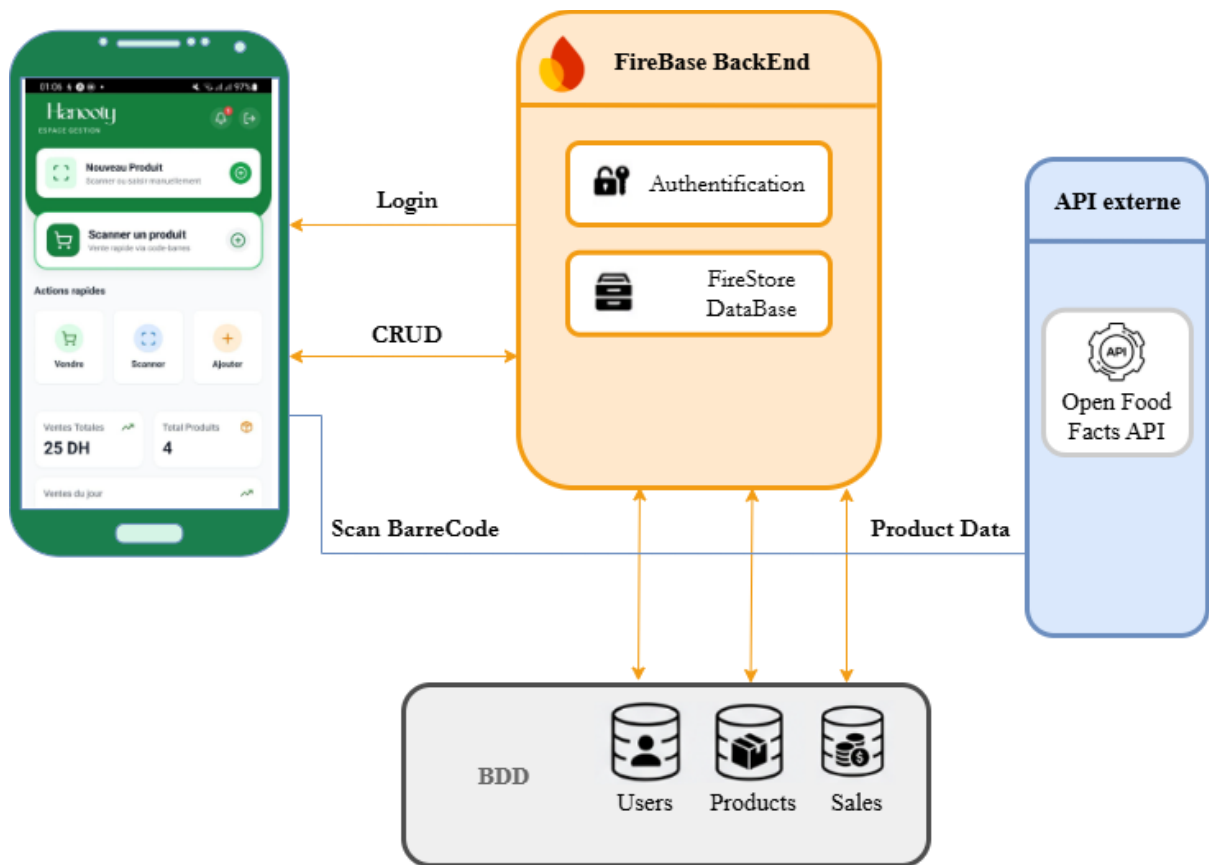 01:06
97%
Hanooty
ESPACE GESTION
Nouveau Produit
Scanner ou saisir manuellement
Scanner un produit
Vente rapide via code-barres
Actions rapides
Vendre
Scanner
Ajouter
Ventes Totales
25 DH
Total Produits
4
Ventes du jour
Login
CRUD
Scan BarreCode
Product Data
FireBase BackEnd
Authentification
FireStore
DataBase
API externe
API
Open Food
Facts API
BDD
Users
Products
Sales